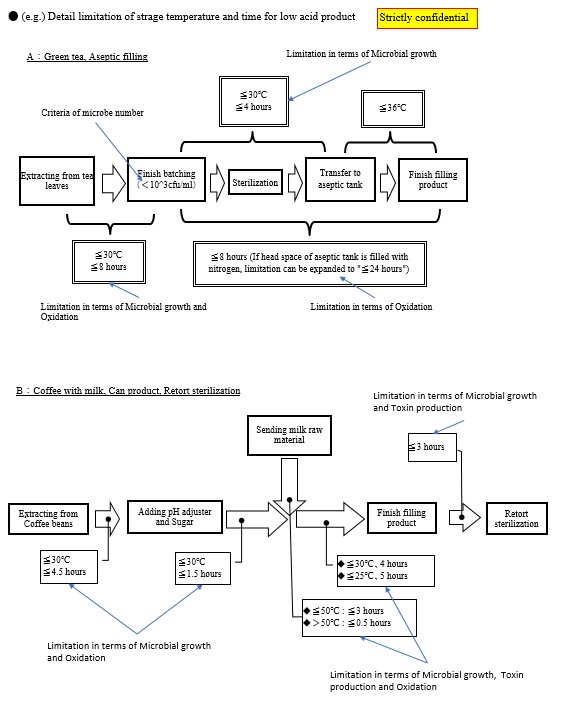 ● (e.g.) Detail limitation of strage temperature and time for low acid product
Strictly confidential
A：Green tea, Aseptic filling
Limitation in terms of Microbial growth
≦30℃
≦4 hours
≦36℃
Criteria of microbe number
Extracting from tea
leaves
Finish batching
(＜10^3cfu/ml)
Sterilization
Transfer to
aseptic tank
Finish filling
product
≦30℃
≦8 hours
≦8 hours (If head space of aseptic tank is filled with
nitrogen, limitation can be expanded to "≦24 hours")
Limitation in terms of Microbial growth and
Oxidation
Limitation in terms of Oxidation
B：Coffee with milk, Can product, Retort sterilization
Limitation in terms of Microbial growth
and Toxin production
Sending milk raw
material
≦3 hours
Extracting from
Coffee beans
Adding pH adjuster
and Sugar
Finish filling
product
Retort
sterilization
≦30℃
≦4.5 hours
≦30℃
≦1.5 hours
◆≦30℃、4 hours
◆≦25℃、5 hours
◆≦50℃：≦3 hours
◆＞50℃：≦0.5 hours
Limitation in terms of Microbial growth
and Oxidation
Limitation in terms of Microbial growth, Toxin
production and Oxidation